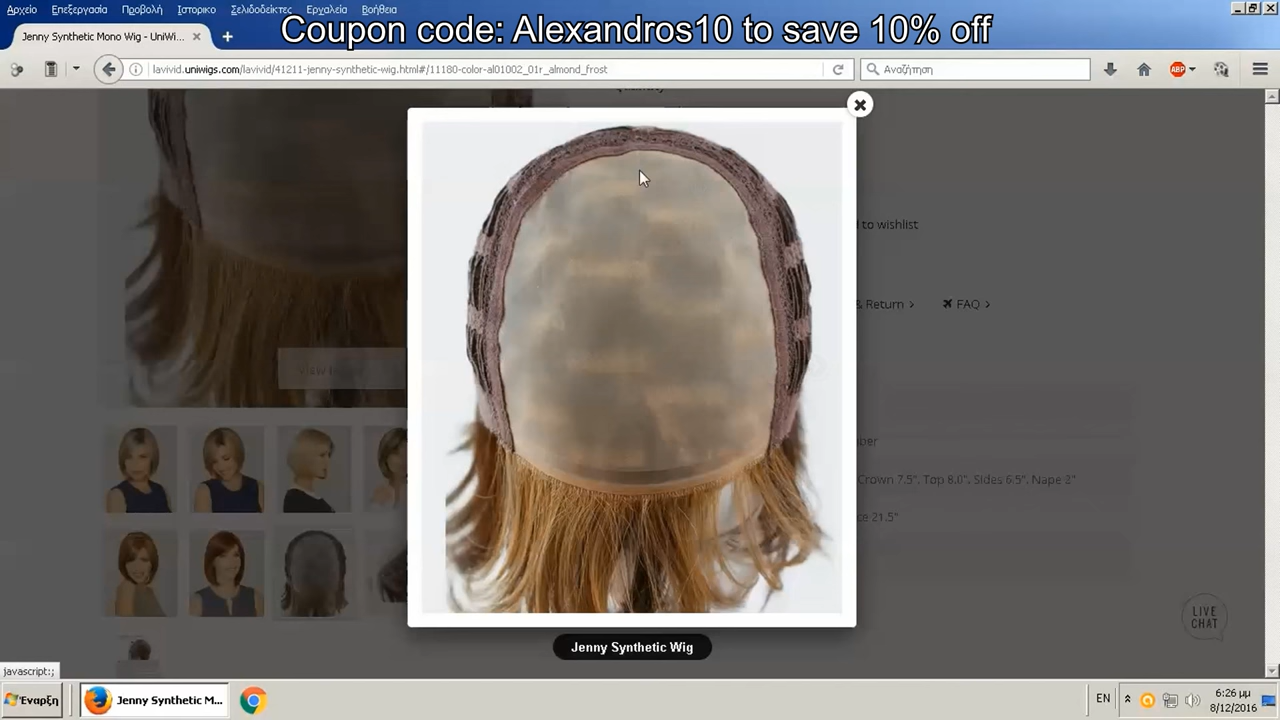 Αρχείο Επεξεργασία Προβολή Ιστορικο Σελιδοδείκτες Εργαλεία Βοήθεια
Coupon code: Alexandros10 to save 10% off
Jenny Synthetic Mono Wig - UniWi...
lavivid.uniwigs.com/lavivid/41211-jenny-synthetic-wig.html#/11180-color-al01002_01r_almond_frost
Αναζήτηση
ABP
to wishlist
& Return > FAQ >
View
Crown 7.5", Top 8.0", Sides 6.5", Nape 3"
21.5"
LIVE
CHAT
Jenny Synthetic Wig
javascript:;
Έναρξη
Jenny Synthetic M...
EN
6:26 μμ
8/12/2016